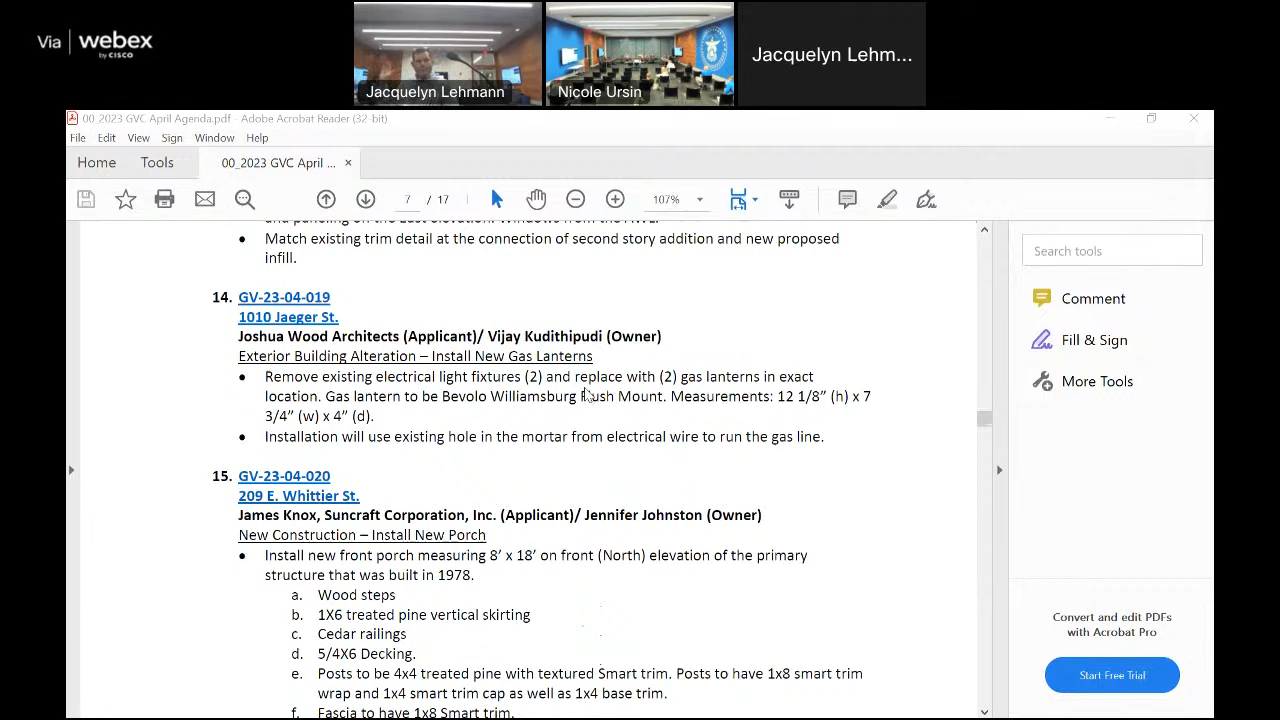 Via webex
by CISCO
Jacquelyn Lehmann
Nicole Ursin
Jacquelyn Lehm...
00_2023 GVC April Agenda.pdf - Adobe Acrobat Reader (32-bit)
File Edit View Sign Window Help
Home Tools 00_2023 GVC April ... ×
7 / 17 107%
Match existing trim detail at the connection of second story addition and new proposed
infill.
14. GV-23-04-019
1010 Jaeger St.
Joshua Wood Architects (Applicant)/ Vijay Kudithipudi (Owner)
Exterior Building Alteration – Install New Gas Lanterns
• Remove existing electrical light fixtures (2) and replace with (2) gas lanterns in exact
location. Gas lantern to be Bevolo Williamsburg Flush Mount. Measurements: 12 1/8” (h) x 7
3/4” (w) x 4” (d).
• Installation will use existing hole in the mortar from electrical wire to run the gas line.
15. GV-23-04-020
209 E. Whittier St.
James Knox, Suncraft Corporation, Inc. (Applicant)/ Jennifer Johnston (Owner)
New Construction – Install New Porch
• Install new front porch measuring 8’ x 18’ on front (North) elevation of the primary
structure that was built in 1978.
a. Wood steps
b. 1X6 treated pine vertical skirting
c. Cedar railings
d. 5/4X6 Decking.
e. Posts to be 4x4 treated pine with textured Smart trim. Posts to have 1x8 smart trim
wrap and 1x4 smart trim cap as well as 1x4 base trim.
f. Fascia to have 1x8 Smart trim.
Search tools
Comment
Fill & Sign
More Tools
Convert and edit PDFs
with Acrobat Pro
Start Free Trial